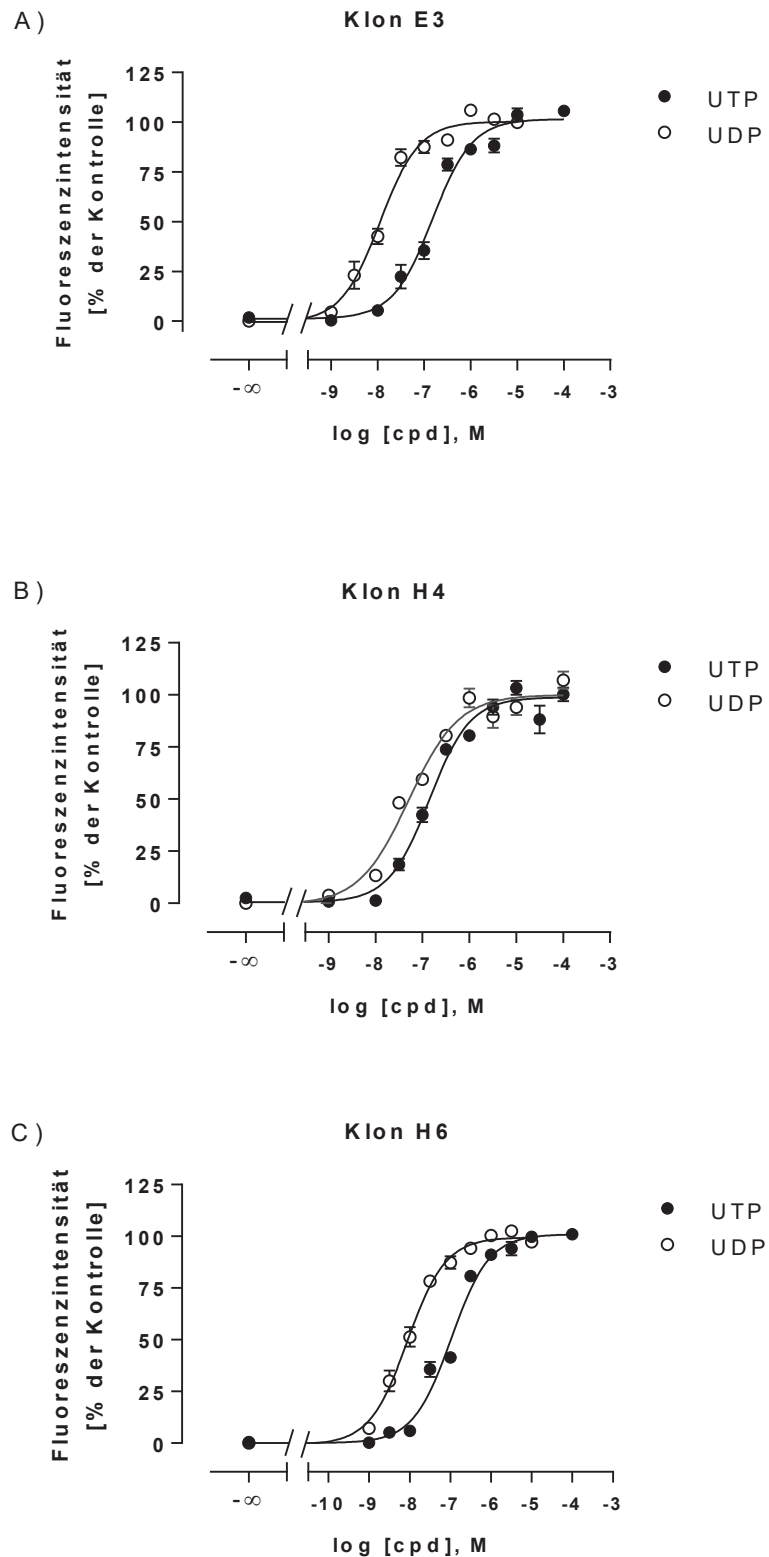 A)
Klon E3
Fluoreszenzintensität
[% der Kontrolle]
125
100
75
50
25
0
UTP
UDP
-∞
-9
-8
-7
-6
-5
-4
-3
log [cpd], M
B)
Klon H4
Fluoreszenzintensität
[% der Kontrolle]
125
100
75
50
25
0
UTP
UDP
-∞
-9
-8
-7
-6
-5
-4
-3
log [cpd], M
C)
Klon H6
Fluoreszenzintensität
[% der Kontrolle]
125
100
75
50
25
0
UTP
UDP
-∞
-10
-9
-8
-7
-6
-5
-4
-3
log [cpd], M